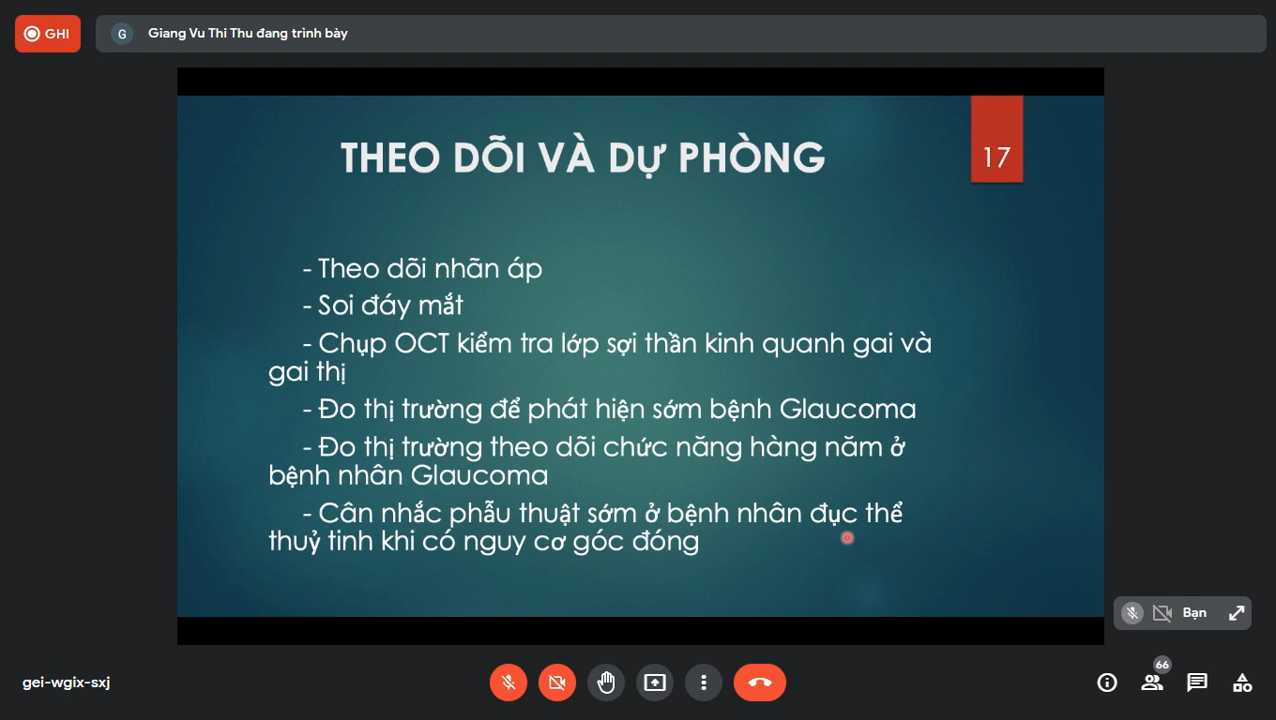 GHI
G
Giang Vu Thi Thu đang trình bày
THEO DÕI VÀ DỰ PHÒNG
17
- Theo dõi nhãn áp
- Soi đáy mắt
- Chụp OCT kiểm tra lớp sợi thần kinh quanh gai và
gai thị
- Đo thị trường để phát hiện sớm bệnh Glaucoma
- Đo thị trường theo dõi chức năng hàng năm ở
bệnh nhân Glaucoma
- Cân nhắc phẫu thuật sớm ở bệnh nhân đục thể
thuỷ tinh khi có nguy cơ góc đóng
Bạn
gei-wgix-sxj
66